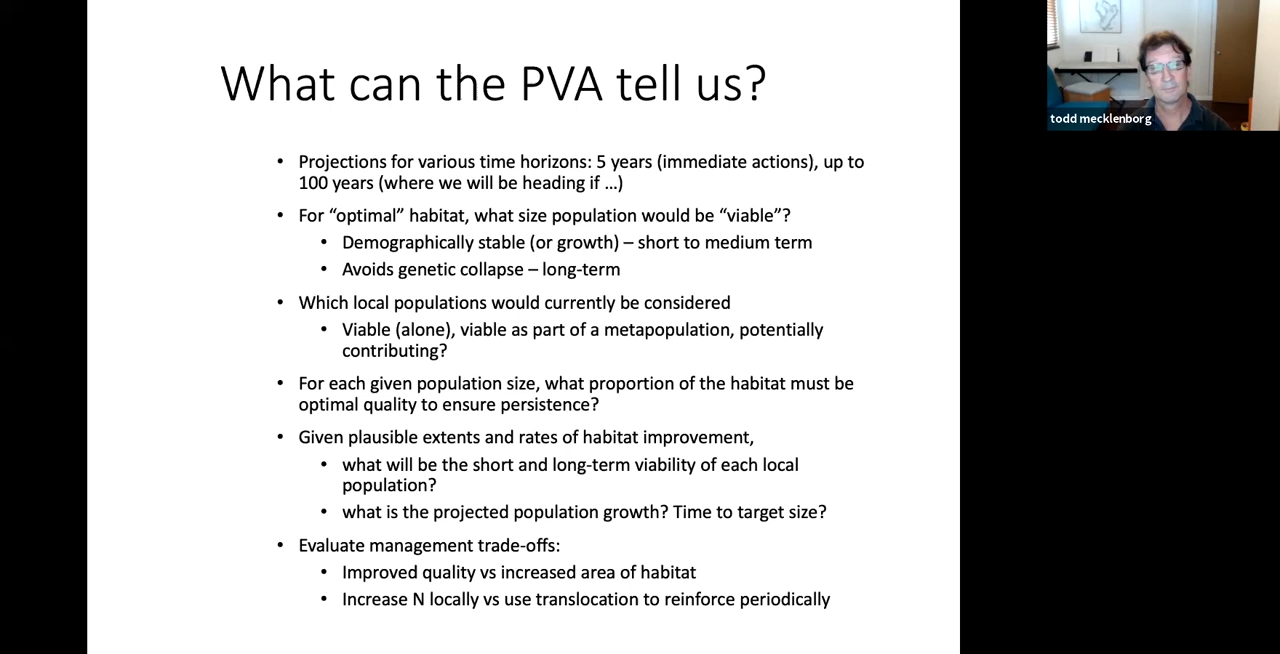 What can the PVA tell us?
• Projections for various time horizons: 5 years (immediate actions), up to
100 years (where we will be heading if ...)
• For “optimal” habitat, what size population would be “viable”?
• Demographically stable (or growth) – short to medium term
• Avoids genetic collapse – long-term
• Which local populations would currently be considered
• Viable (alone), viable as part of a metapopulation, potentially
contributing?
• For each given population size, what proportion of the habitat must be
optimal quality to ensure persistence?
• Given plausible extents and rates of habitat improvement,
• what will be the short and long-term viability of each local
population?
• what is the projected population growth? Time to target size?
• Evaluate management trade-offs:
• Improved quality vs increased area of habitat
• Increase N locally vs use translocation to reinforce periodically
todd mecklenborg